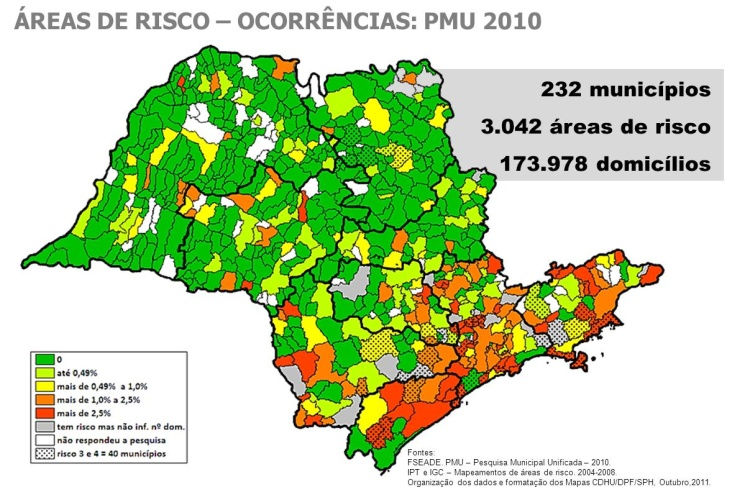 ÁREAS DE RISCO – OCORRÊNCIAS: PMU 2010
232 municípios
3.042 áreas de risco
173.978 domicílios
0
até 0,49%
mais de 0,49% a 1,0%
mais de 1,0% a 2,5%
mais de 2,5%
tem risco mas não inf. nº dom.
não respondeu a pesquisa
risco 3 e 4 = 40 municípios
Fontes:
FSEADE. PMU – Pesquisa Municipal Unificada – 2010.
IPT e IGC – Mapeamentos de áreas de risco. 2004-2008.
Organização dos dados e formatação dos Mapas CDHU/DPF/SPH, Outubro,2011.